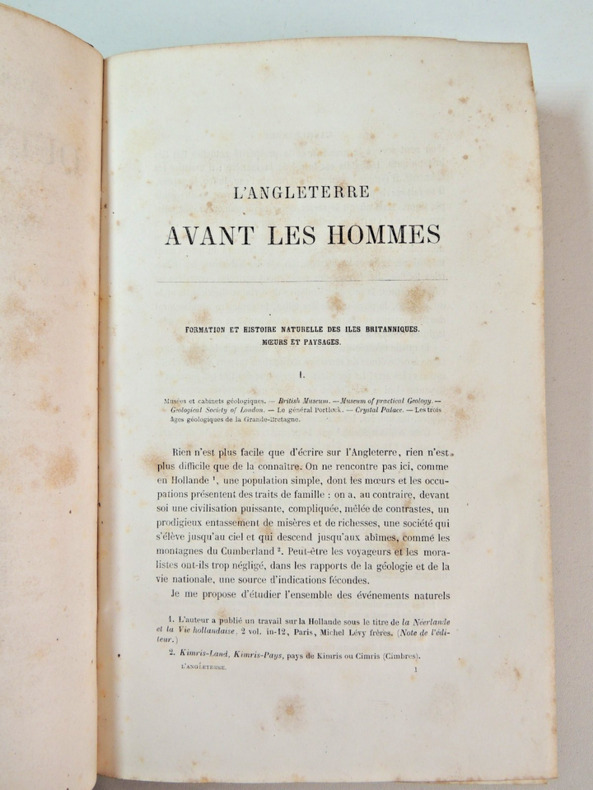 L'ANGLETERRE
AVANT LES HOMMES
FORMATION ET HISTOIRE NATURELLE DES ILES BRITANNIQUES.
MŒURS ET PAYSAGES.
I.
Musées et cabinets géologiques. — British Museum. — Museum of practical Geology. —
Geological Society of London. — Le général Portlock. — Crystal Palace. — Les trois
âges géologiques de la Grande-Bretagne.
Rien n'est plus facile que d'écrire sur l'Angleterre, rien n'est
plus difficile que de la connaître. On ne rencontre pas ici, comme
en Hollande ¹, une population simple, dont les mœurs et les occu-
pations présentent des traits de famille : on a, au contraire, devant
soi une civilisation puissante, compliquée, mêlée de contrastes, un
prodigieux entassement de misères et de richesses, une société qui
s'élève jusqu'au ciel et qui descend jusqu'aux abîmes, comme les
montagnes du Cumberland ². Peut-être les voyageurs et les mora-
listes ont-ils trop négligé, dans les rapports de la géologie et de la
vie nationale, une source d'indications fécondes.
Je me propose d'étudier l'ensemble des événements naturels
1. L'auteur a publié un travail sur la Hollande sous le titre de la Néerlande
et la Vie hollandaise. 2 vol. in-12, Paris, Michel Lévy frères. (Note de l'édi-
teur.)
2. Kimris-Land, Kimris-Pays, pays de Kimris ou Cimris (Cimbres).
L'ANGLETERRE. 1